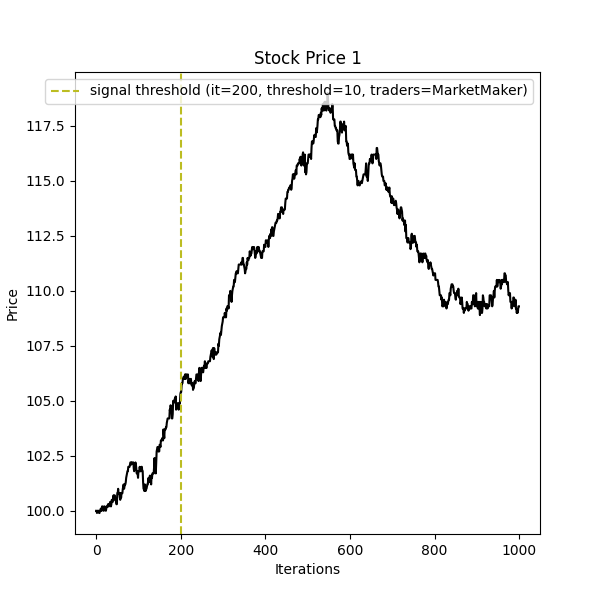 Stock Price 1
signal threshold (it=200, threshold=10, traders=MarketMaker)
117.5
115.0
112.5
110.0
107.5
105.0
102.5
100.0
Price
0 200 400 600 800 1000
Iterations